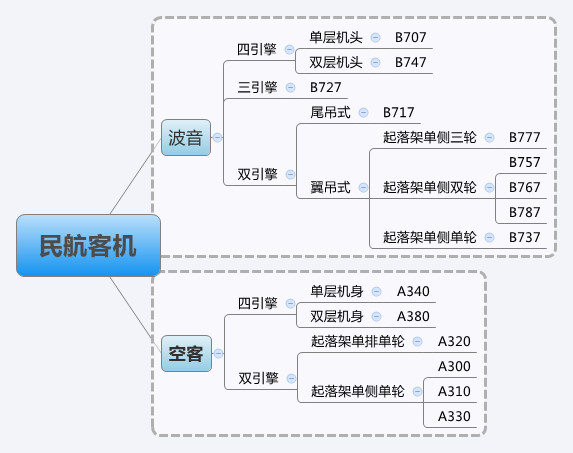 民航客机
波音
四引擎
单层机头
B707
双层机头
B747
三引擎
B727
双引擎
尾吊式
B717
翼吊式
起落架单侧三轮
B777
起落架单侧双轮
B757
B767
B787
起落架单侧单轮
B737
空客
四引擎
单层机身
A340
双层机身
A380
双引擎
起落架单排单轮
A320
起落架单侧单轮
A300
A310
A330